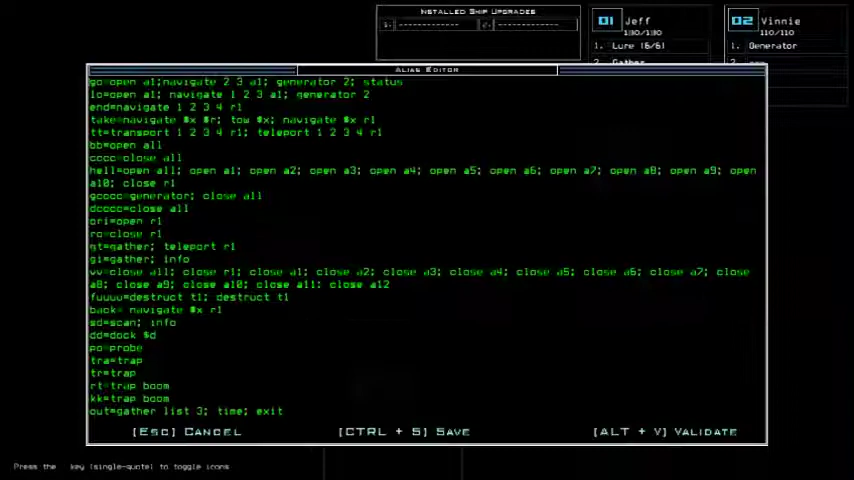 Installed Ship Upgrades
1. ------------- 2. -------------
01 Jeff
130/130
1. Lure (6/6)
2. Gather
02 Vinnie
110/110
1. Generator
2. ---
Alias Editor
go=open a1;navigate 2 3 a1; generator 2; status
lo=open a1; navigate 1 2 3 a1; generator 2
end=navigate 1 2 3 4 r1
take=navigate $x $r; tow $x; navigate $x r1
tt=transport 1 2 3 4 r1; teleport 1 2 3 4 r1
bb=open all
cccc=close all
hell=open all; open a1; open a2; open a3; open a4; open a5; open a6; open a7; open a8; open a9; open
a10; close r1
gcccc=generator; close all
dcccc=close all
ori=open r1
rc=close r1
gt=gather; teleport r1
gi=gather; info
vv=close all; close r1; close a1; close a2; close a3; close a4; close a5; close a6; close a7; close
a8; close a9; close a10; close a11; close a12
fuuuu=destruct t1; destruct t1
back= navigate $x r1
sd=scan; info
dd=dock $d
po=probe
tra=trap
tr=trap
rt=trap boom
kk=trap boom
out=gather list 3; time; exit
[Esc] Cancel [CTRL + S] Save [ALT + V] Validate
Press the   key (single-quote) to toggle icons